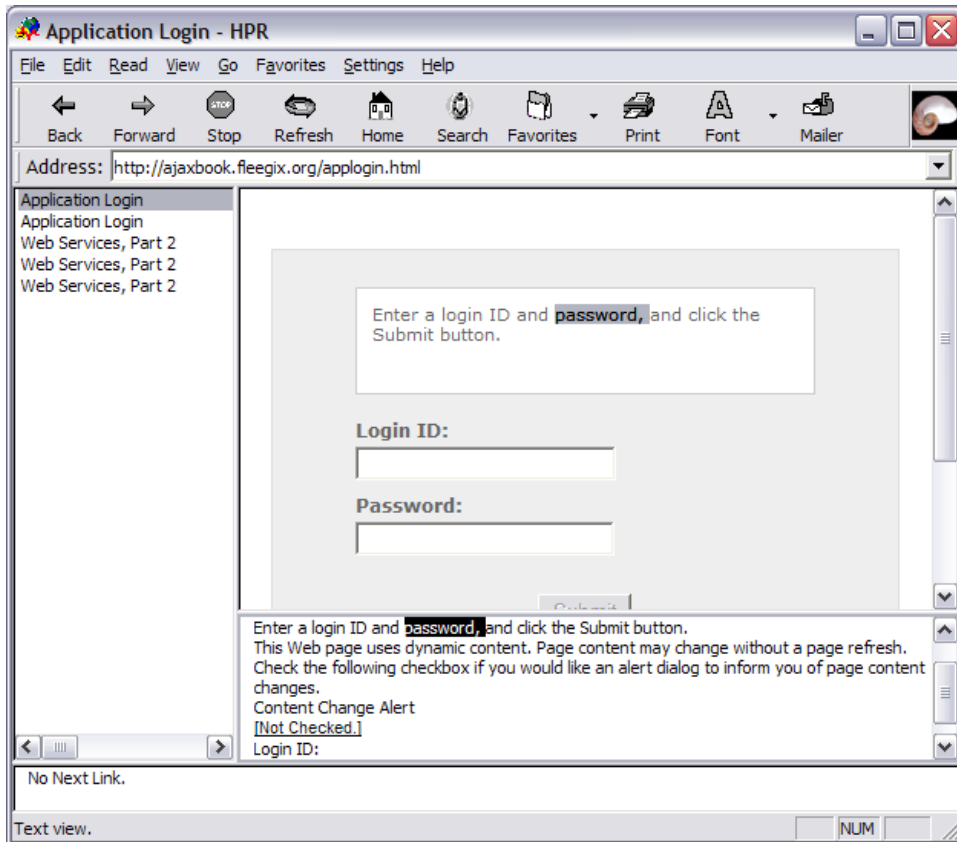 Application Login - HPR
File Edit Read View Go Favorites Settings Help
STOP
Back Forward Stop Refresh Home Search Favorites Print Font Mailer
Address: http://ajaxbook.fleegix.org/applogin.html
Application Login
Application Login
Web Services, Part 2
Web Services, Part 2
Web Services, Part 2
Enter a login ID and password, and click the
Submit button.
Login ID:
Password:
Submit
Enter a login ID and password, and click the Submit button.
This Web page uses dynamic content. Page content may change without a page refresh.
Check the following checkbox if you would like an alert dialog to inform you of page content
changes.
Content Change Alert
[Not Checked.]
Login ID:
No Next Link.
Text view.
NUM